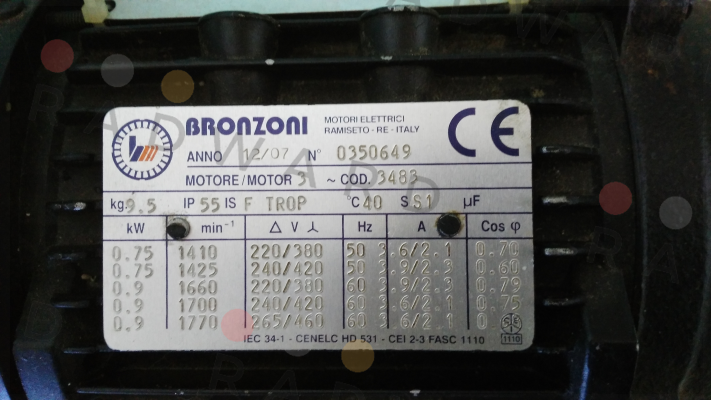 BRONZONI
MOTORI ELETTRICI
RAMISETO - RE - ITALY
CE
bm
ANNO 12/07 N° 0350649
MOTORE/MOTOR 3 ~ COD. 3483
kg 9.5 IP 55 IS F TROP °C 40 S S1 µF
kW min⁻¹ Δ V ⅄ Hz A Cos φ
0.75 1410 220/380 50 3.6/2.1 0.70
0.75 1425 240/420 50 3.9/2.3 0.60
0.9 1660 220/380 60 3.9/2.3 0.79
0.9 1700 240/420 60 3.6/2.1 0.75
0.9 1770 265/460 60 3.6/2.1
IEC 34-1 - CENELC HD 531 - CEI 2-3 FASC 1110
1110